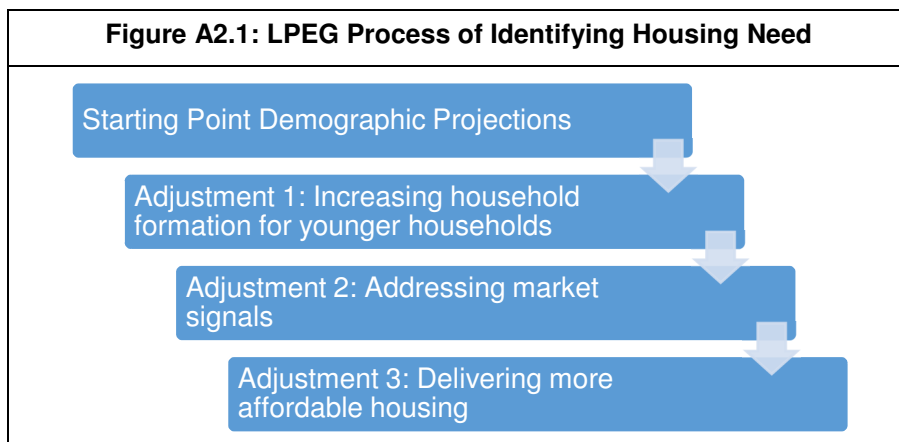 Figure A2.1: LPEG Process of Identifying Housing Need
Starting Point Demographic Projections
Adjustment 1: Increasing household
formation for younger households
Adjustment 2: Addressing market
signals
Adjustment 3: Delivering more
affordable housing